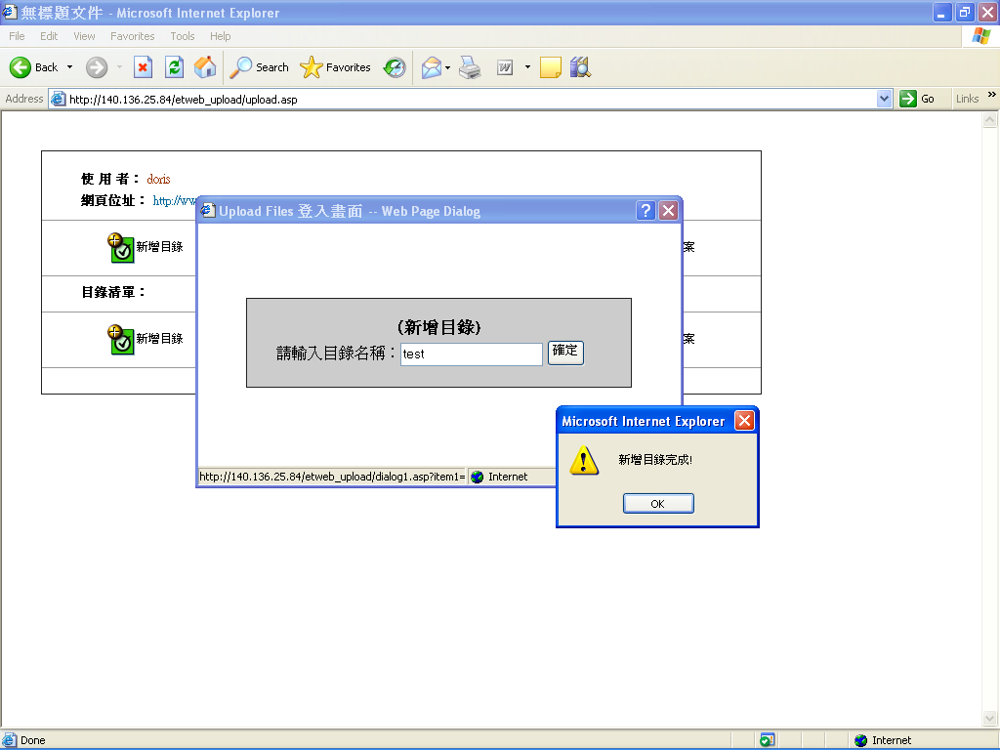 無標題文件 - Microsoft Internet Explorer
File Edit View Favorites Tools Help
Back Search Favorites
Address http://140.136.25.84/etweb_upload/upload.asp Go Links »
使 用 者： doris
網頁位址： http://ww
Upload Files 登入畫面 -- Web Page Dialog
新增目錄 案
目錄清單：
(新增目錄)
新增目錄 案
請輸入目錄名稱： test 確定
Microsoft Internet Explorer
新增目錄完成!
http://140.136.25.84/etweb_upload/dialog1.asp?item1= Internet
OK
Done Internet